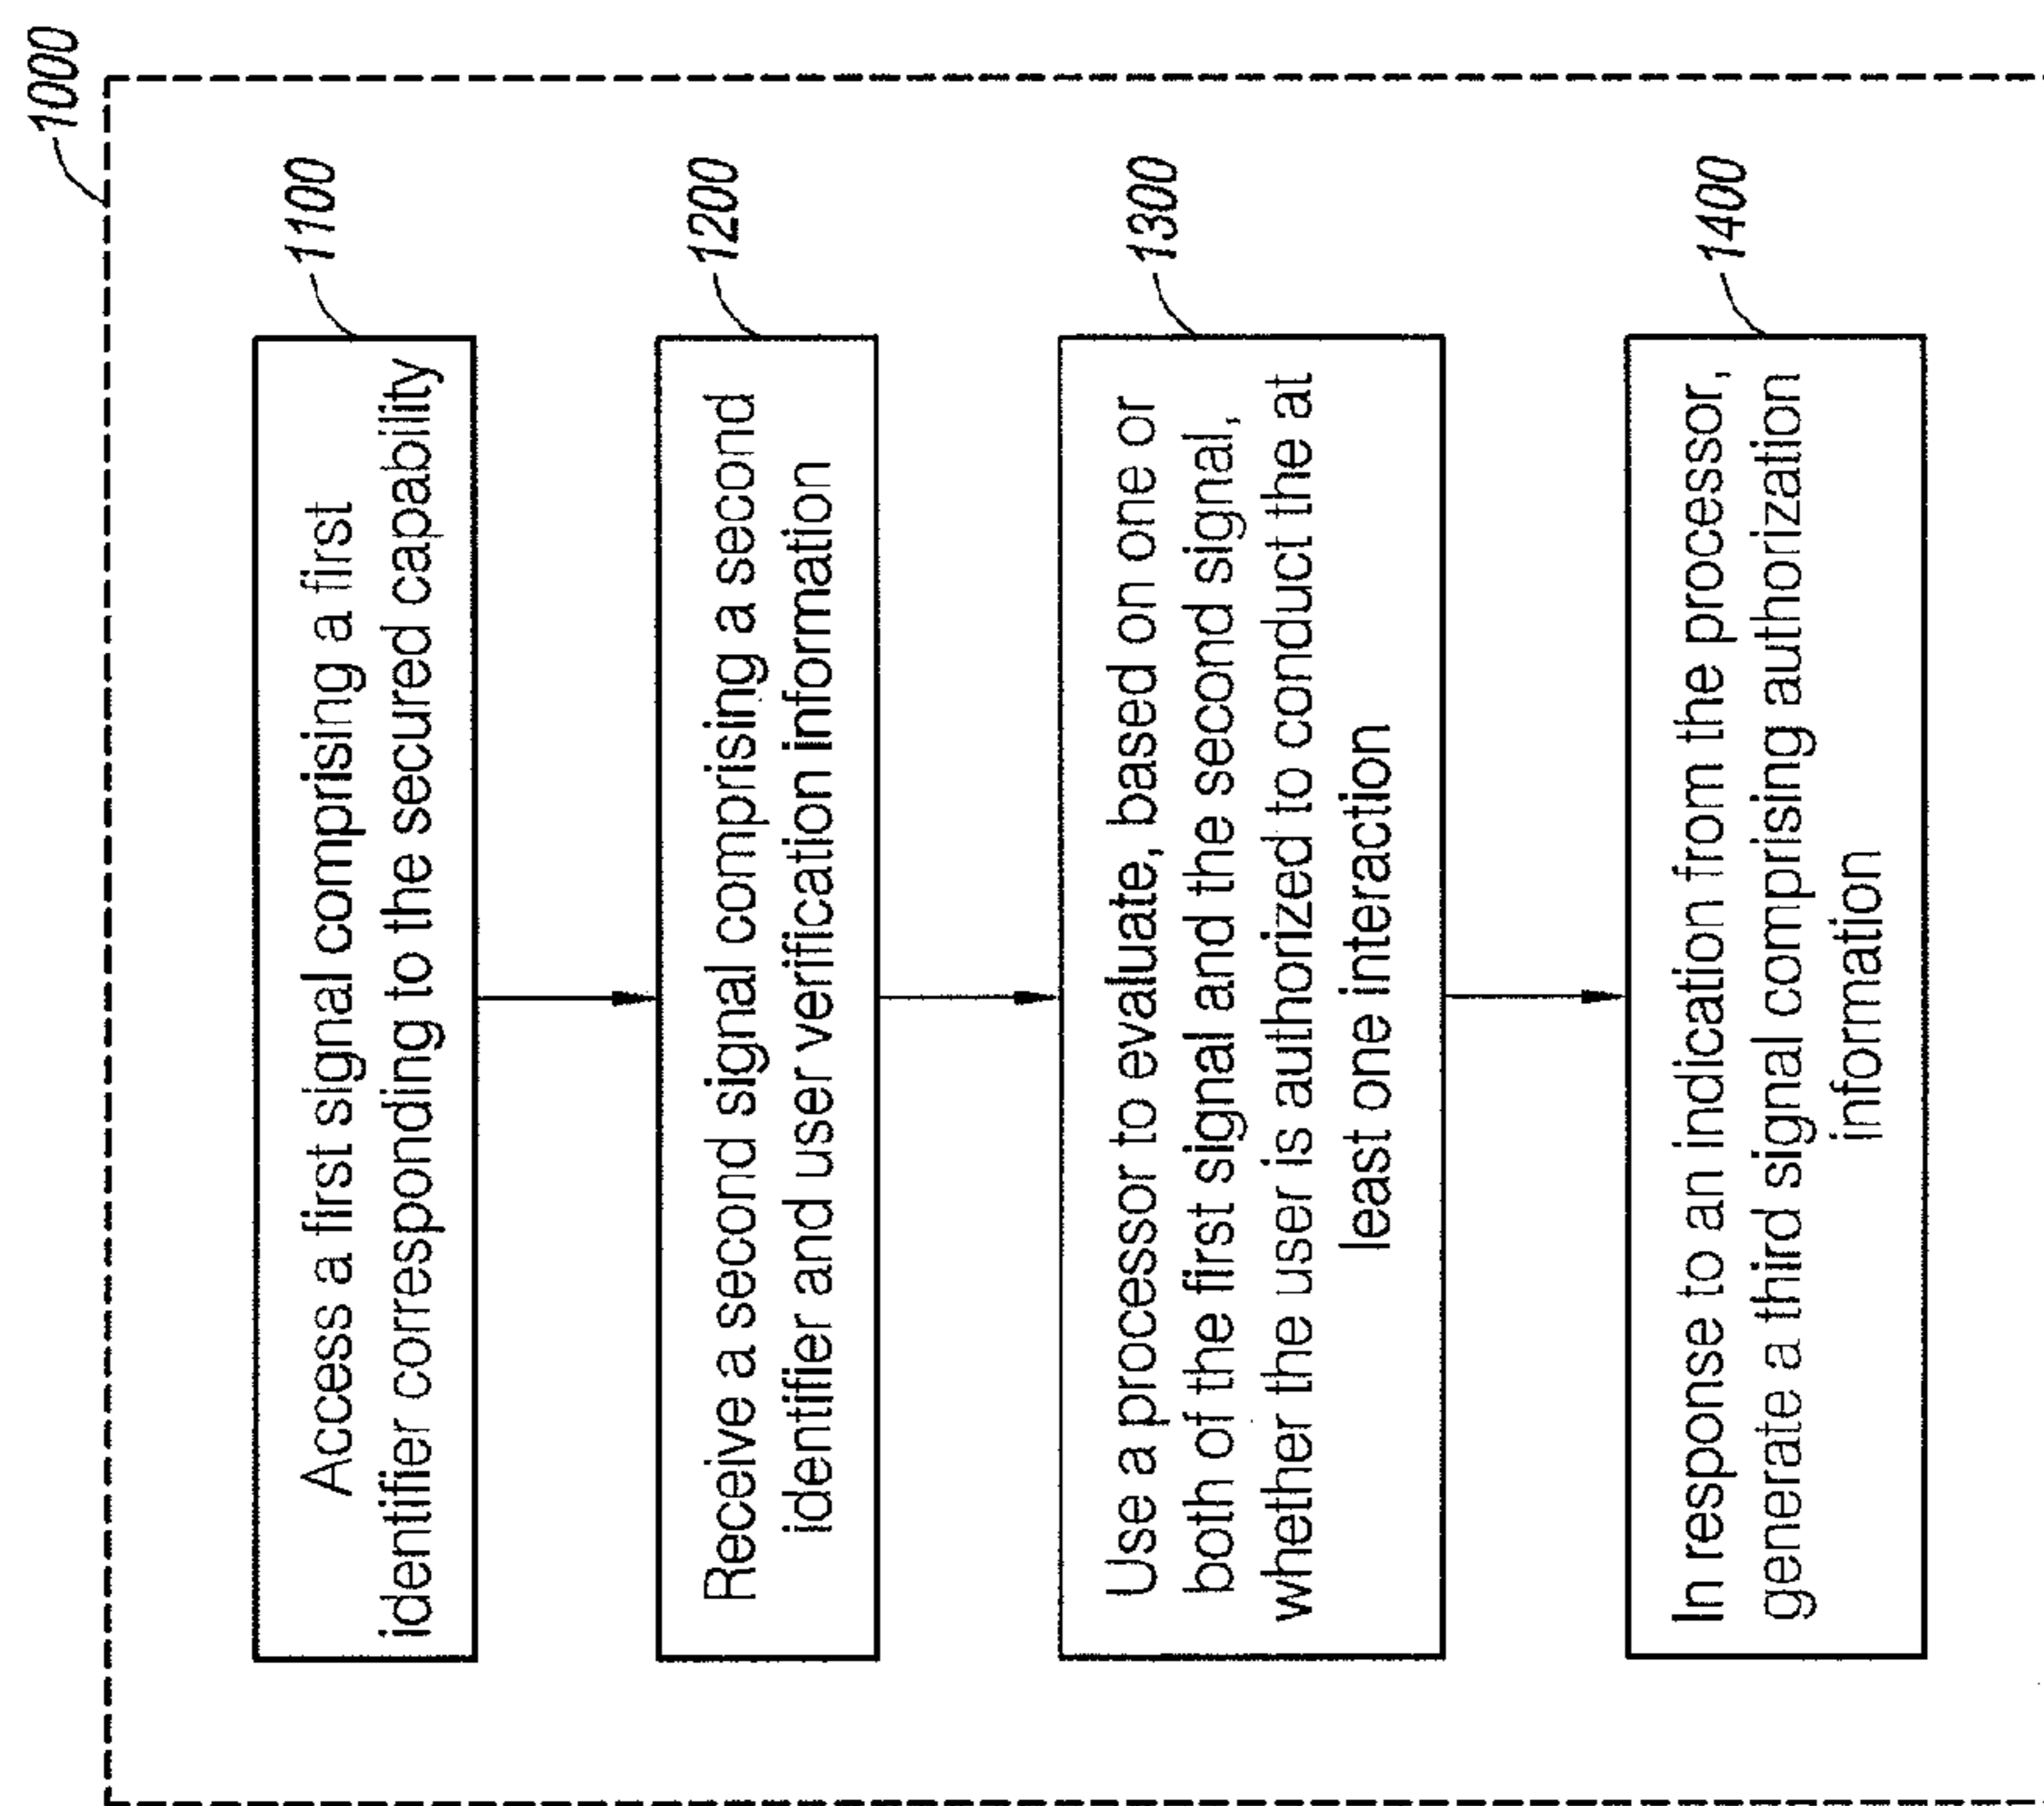 1000
1100
Access a first signal comprising a first
identifier corresponding to the secured capability
1200
Receive a second signal comprising a second
identifier and user verification information
1300
Use a processor to evaluate, based on one or
both of the first signal and the second signal,
whether the user is authorized to conduct the at
least one interaction
1400
In response to an indication from the processor,
generate a third signal comprising authorization
information